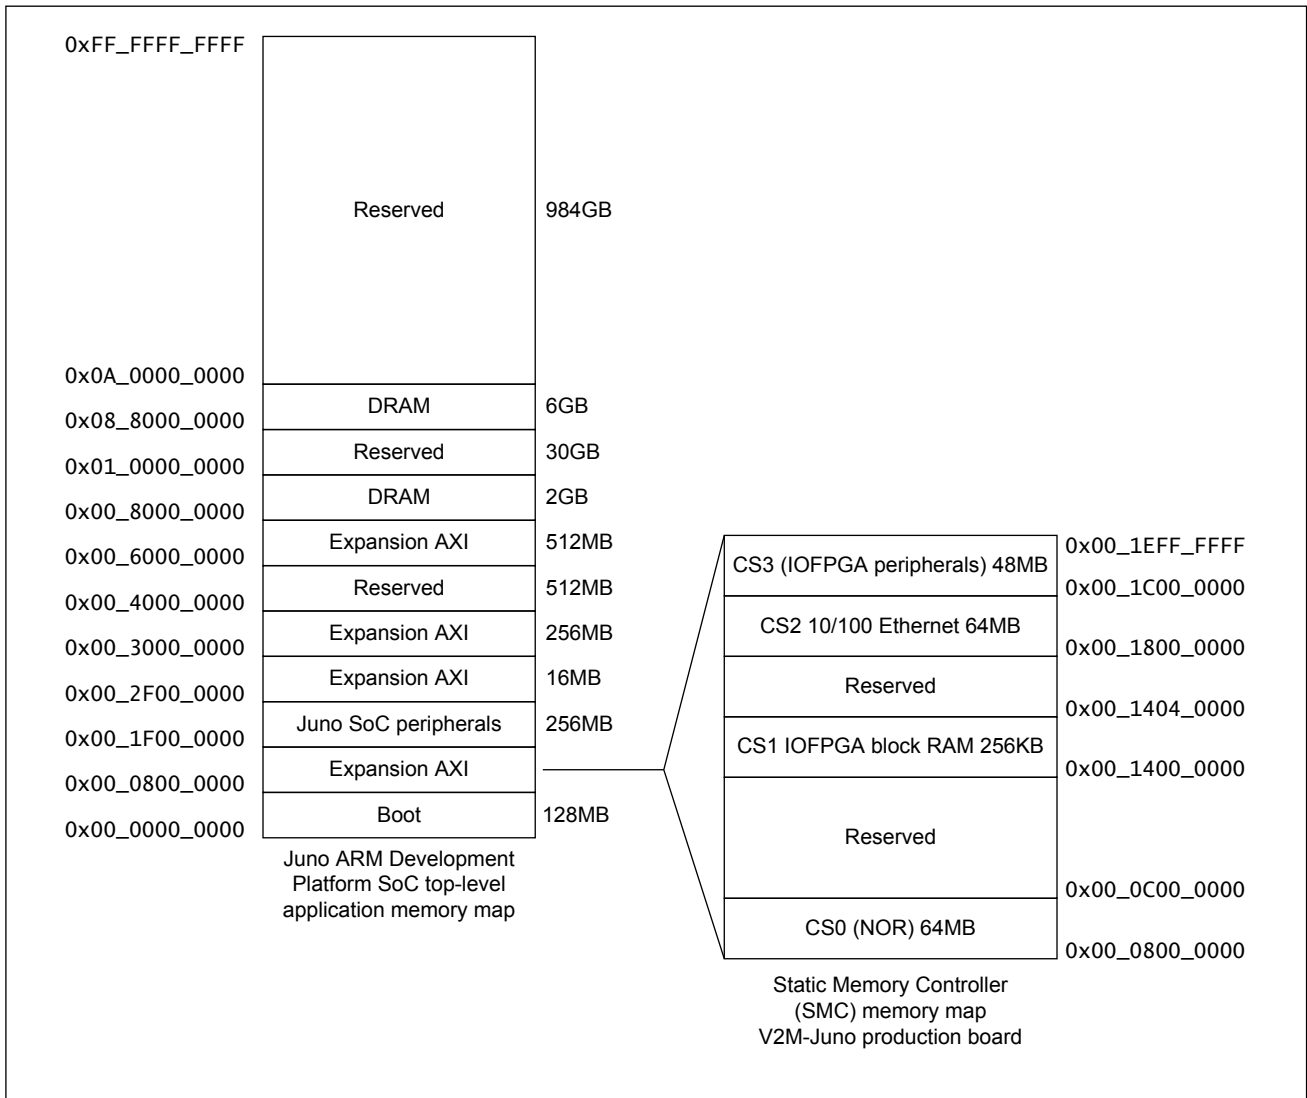 0xFF_FFFF_FFFF
Reserved 984GB
0x0A_0000_0000
DRAM 6GB
0x08_8000_0000
Reserved 30GB
0x01_0000_0000
DRAM 2GB
0x00_8000_0000
Expansion AXI 512MB
0x00_6000_0000
Reserved 512MB
0x00_4000_0000
Expansion AXI 256MB
0x00_3000_0000
Expansion AXI 16MB
0x00_2F00_0000
Juno SoC peripherals 256MB
0x00_1F00_0000
Expansion AXI
0x00_0800_0000
Boot 128MB
0x00_0000_0000
Juno ARM Development
Platform SoC top-level
application memory map
0x00_1EFF_FFFF
CS3 (IOFPGA peripherals) 48MB
0x00_1C00_0000
CS2 10/100 Ethernet 64MB
0x00_1800_0000
Reserved
0x00_1404_0000
CS1 IOFPGA block RAM 256KB
0x00_1400_0000
Reserved
0x00_0C00_0000
CS0 (NOR) 64MB
0x00_0800_0000
Static Memory Controller
(SMC) memory map
V2M-Juno production board